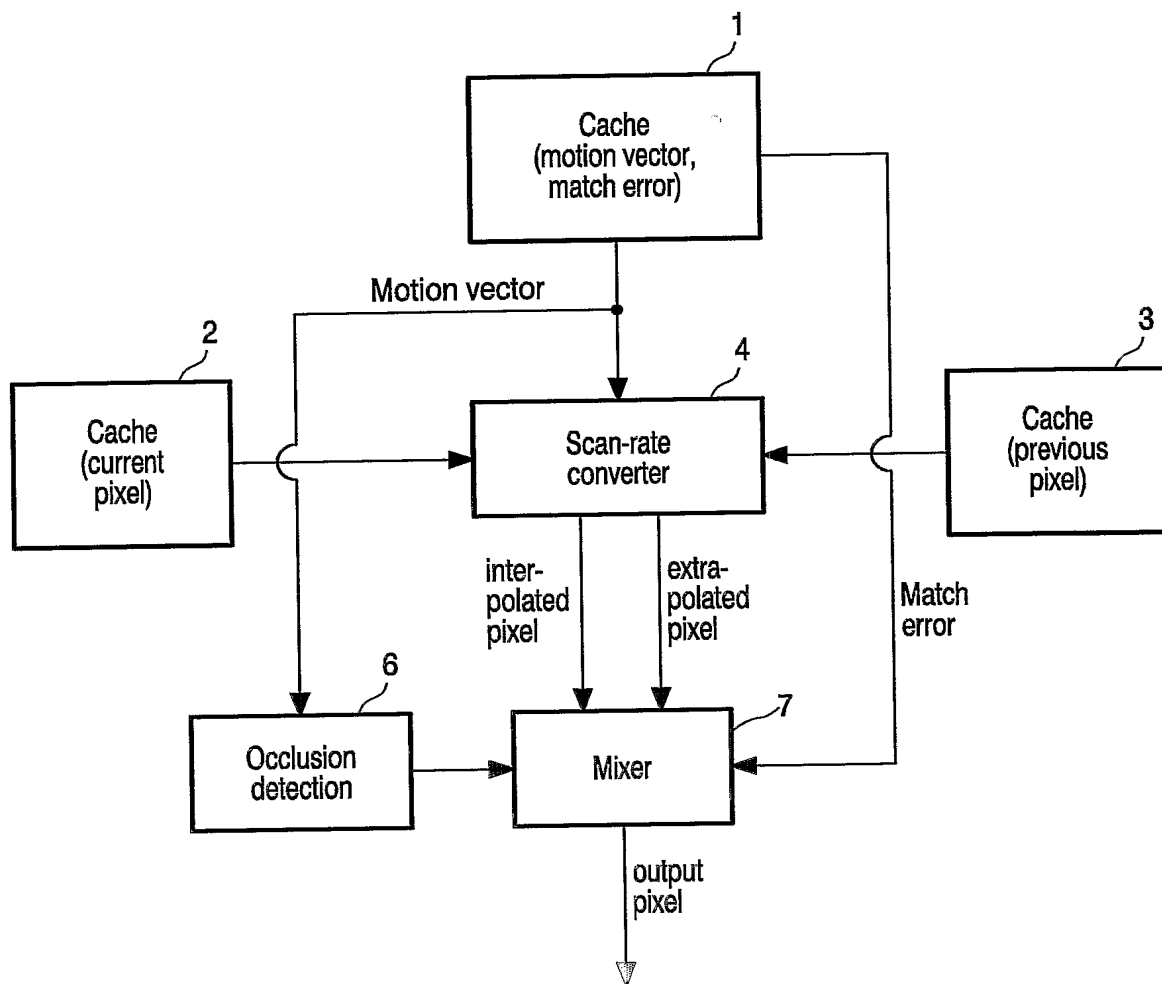 1
Cache
(motion vector,
match error)
Motion vector
2
Cache
(current
pixel)
4
Scan-rate
converter
3
Cache
(previous
pixel)
inter-
polated
pixel
extra-
polated
pixel
Match
error
6
Occlusion
detection
7
Mixer
output
pixel